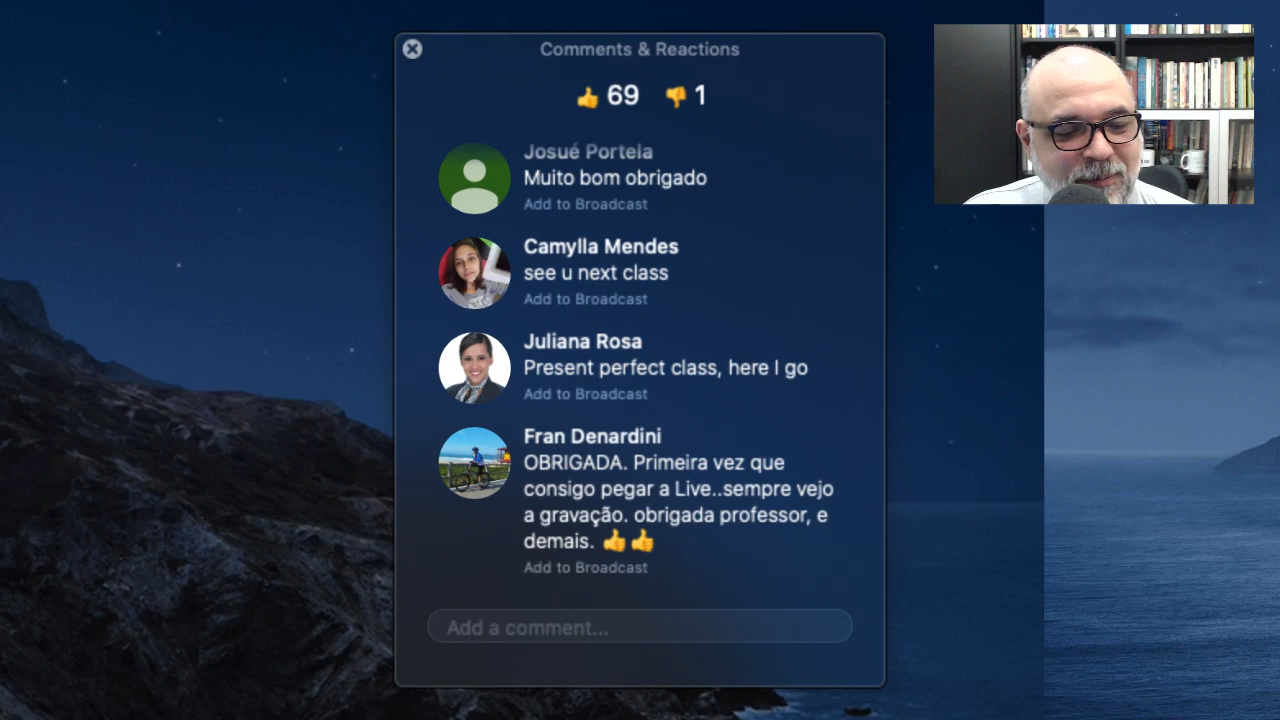 Comments & Reactions
👍 69 👎 1
Josué Portela
Muito bom obrigado
Add to Broadcast
Camylla Mendes
see u next class
Add to Broadcast
Juliana Rosa
Present perfect class, here I go
Add to Broadcast
Fran Denardini
OBRIGADA. Primeira vez que
consigo pegar a Live..sempre vejo
a gravação. obrigada professor, e
demais. 👍👍
Add to Broadcast
Add a comment...